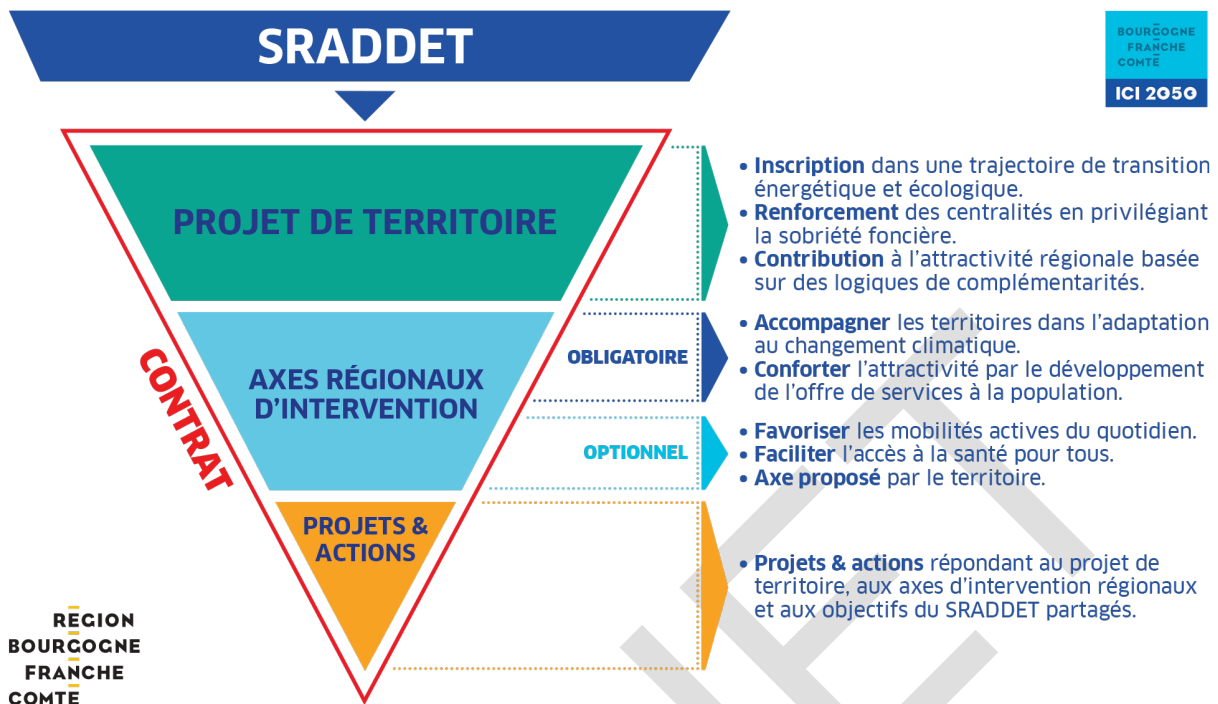 SRADDET
BOURGOGNE
FRANCHE
COMTÉ
ICI 2050
PROJET DE TERRITOIRE
• Inscription dans une trajectoire de transition
énergétique et écologique.
• Renforcement des centralités en privilégiant
la sobriété foncière.
• Contribution à l’attractivité régionale basée
sur des logiques de complémentarités.
CONTRAT
AXES RÉGIONAUX
D’INTERVENTION
OBLIGATOIRE
• Accompagner les territoires dans l’adaptation
au changement climatique.
• Conforter l’attractivité par le développement
de l’offre de services à la population.
OPTIONNEL
• Favoriser les mobilités actives du quotidien.
• Faciliter l’accès à la santé pour tous.
• Axe proposé par le territoire.
PROJETS &
ACTIONS
• Projets & actions répondant au projet de
territoire, aux axes d’intervention régionaux
et aux objectifs du SRADDET partagés.
RÉGION
BOURGOGNE
FRANCHE
COMTÉ